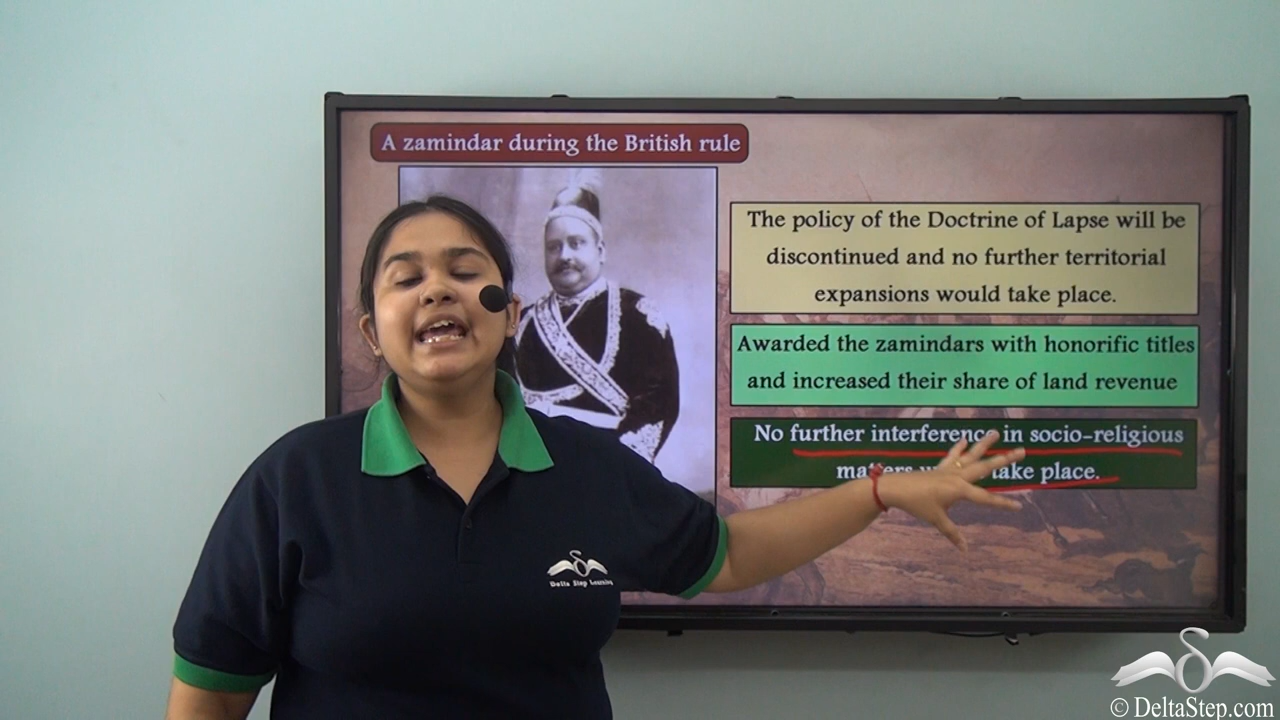 A zamindar during the British rule
The policy of the Doctrine of Lapse will be
discontinued and no further territorial
expansions would take place.
Awarded the zamindars with honorific titles
and increased their share of land revenue
No further interference in socio-religious
take place.
Delta Step Learning
© DeltaStep.com